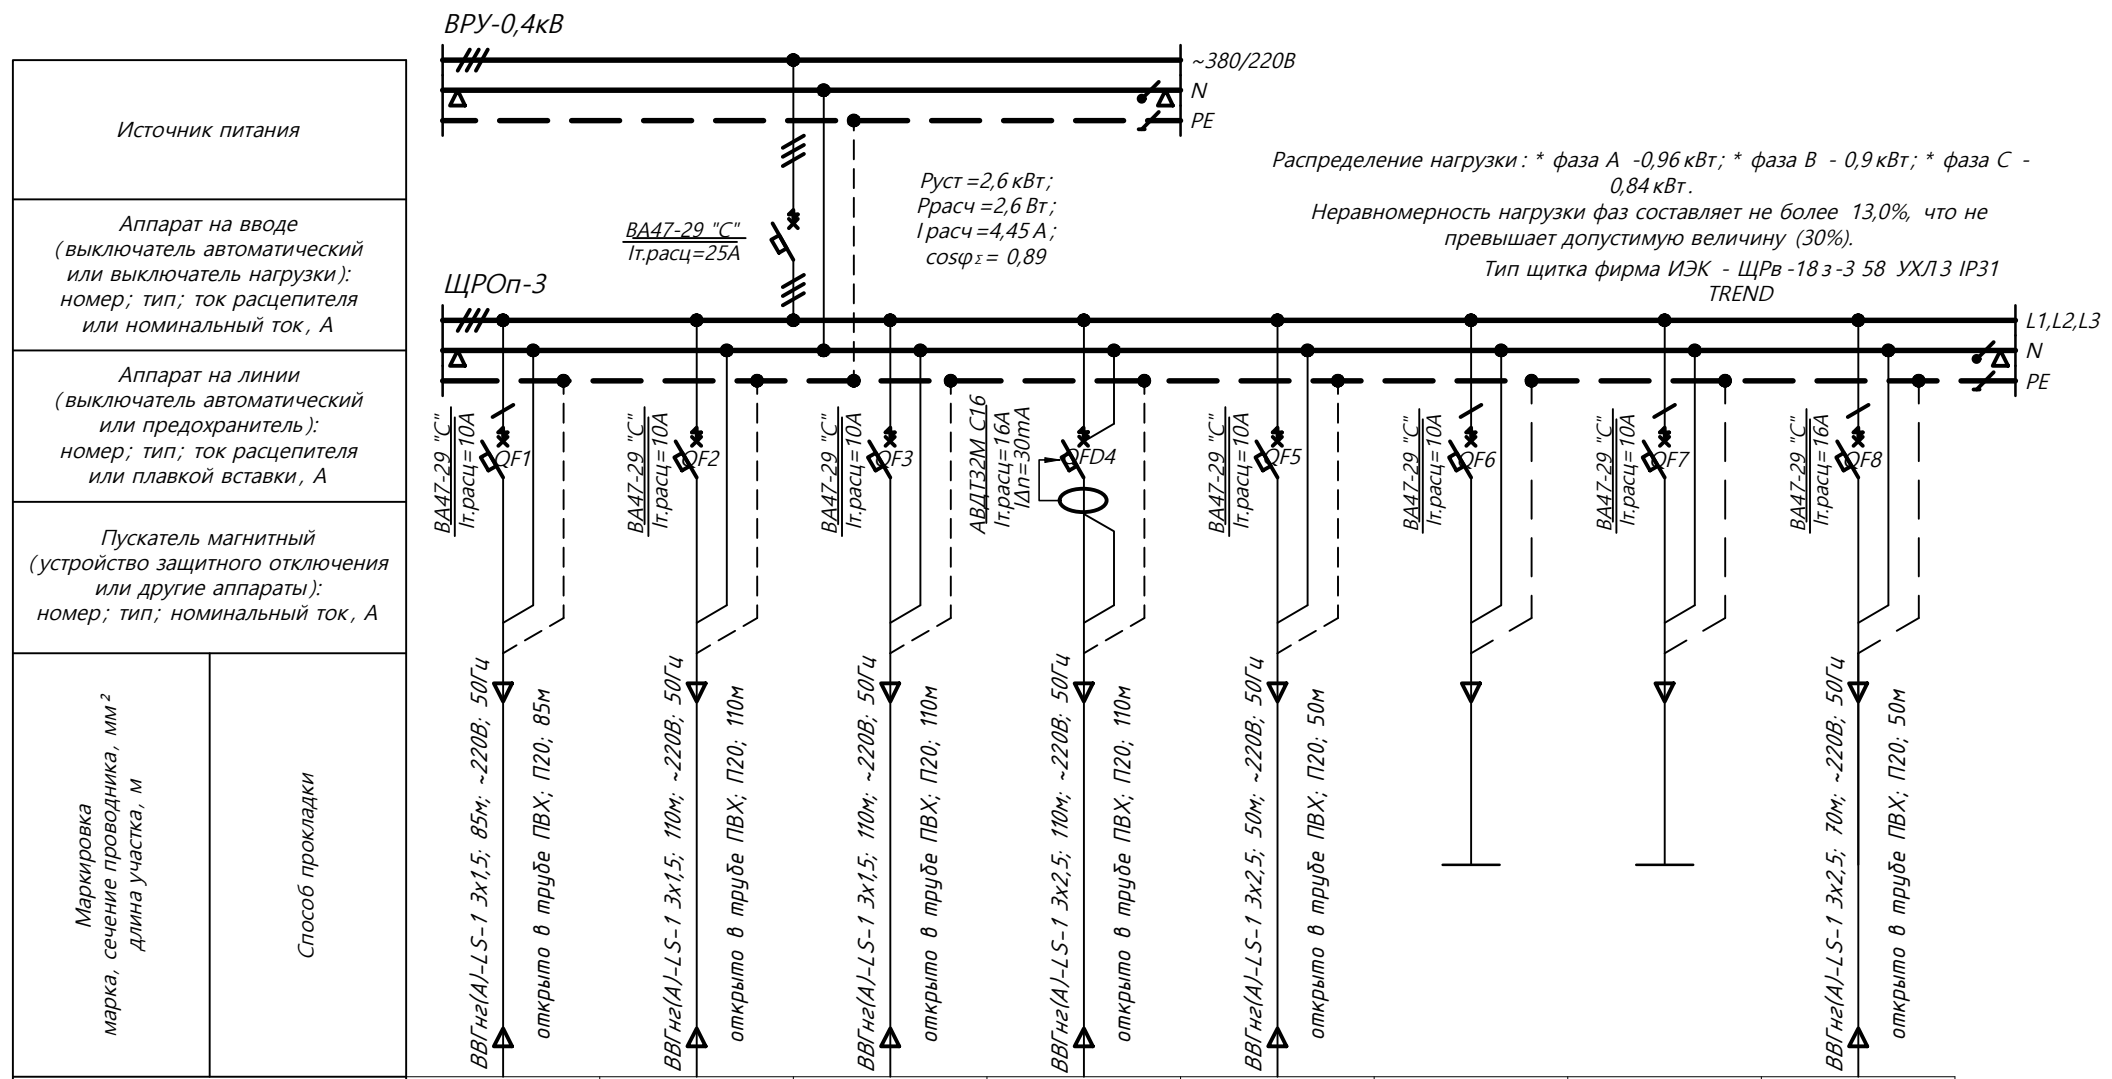 ВРУ-0,4кВ
~380/220В
N
PE
Источник питания
Аппарат на вводе
(выключатель автоматический
или выключатель нагрузки):
номер; тип; ток расцепителя
или номинальный ток, А
Аппарат на линии
(выключатель автоматический
или предохранитель):
номер; тип; ток расцепителя
или плавкой вставки, А
Пускатель магнитный
(устройство защитного отключения
или другие аппараты):
номер; тип; номинальный ток, А
Маркировка
марка, сечение проводника, мм²
длина участка, м
Способ прокладки
ВА47-29 "С"
Iт.расц=25А
Руст=2,6 кВт;
Ррасч=2,6 Вт;
I расч=4,45 А;
cosφΣ= 0,89
Распределение нагрузки: * фаза А -0,96 кВт; * фаза В - 0,9 кВт; * фаза С -
0,84 кВт.
Неравномерность нагрузки фаз составляет не более 13,0%, что не
превышает допустимую величину (30%).
Тип щитка фирма ИЭК - ЩРв-18з-3 58 УХЛ3 IP31
TREND
ЩРОп-3
L1,L2,L3
N
PE
ВА47-29 "С"
Iт.расц=10А
QF1
ВА47-29 "С"
Iт.расц=10А
QF2
ВА47-29 "С"
Iт.расц=10А
QF3
АВДТ32М С16
Iт.расц=16А
IΔn=30mA
QFD4
ВА47-29 "С"
Iт.расц=10А
QF5
ВА47-29 "С"
Iт.расц=10А
QF6
ВА47-29 "С"
Iт.расц=10А
QF7
ВА47-29 "С"
Iт.расц=16А
QF8
ВВГнг(А)-LS-1 3х1,5; 85м; ~220В; 50Гц
открыто в трубе ПВХ; П20; 85м
ВВГнг(А)-LS-1 3х1,5; 110м; ~220В; 50Гц
открыто в трубе ПВХ; П20; 110м
ВВГнг(А)-LS-1 3х1,5; 110м; ~220В; 50Гц
открыто в трубе ПВХ; П20; 110м
ВВГнг(А)-LS-1 3х2,5; 110м; ~220В; 50Гц
открыто в трубе ПВХ; П20; 110м
ВВГнг(А)-LS-1 3х2,5; 50м; ~220В; 50Гц
открыто в трубе ПВХ; П20; 50м
ВВГнг(А)-LS-1 3х2,5; 70м; ~220В; 50Гц
открыто в трубе ПВХ; П20; 50м